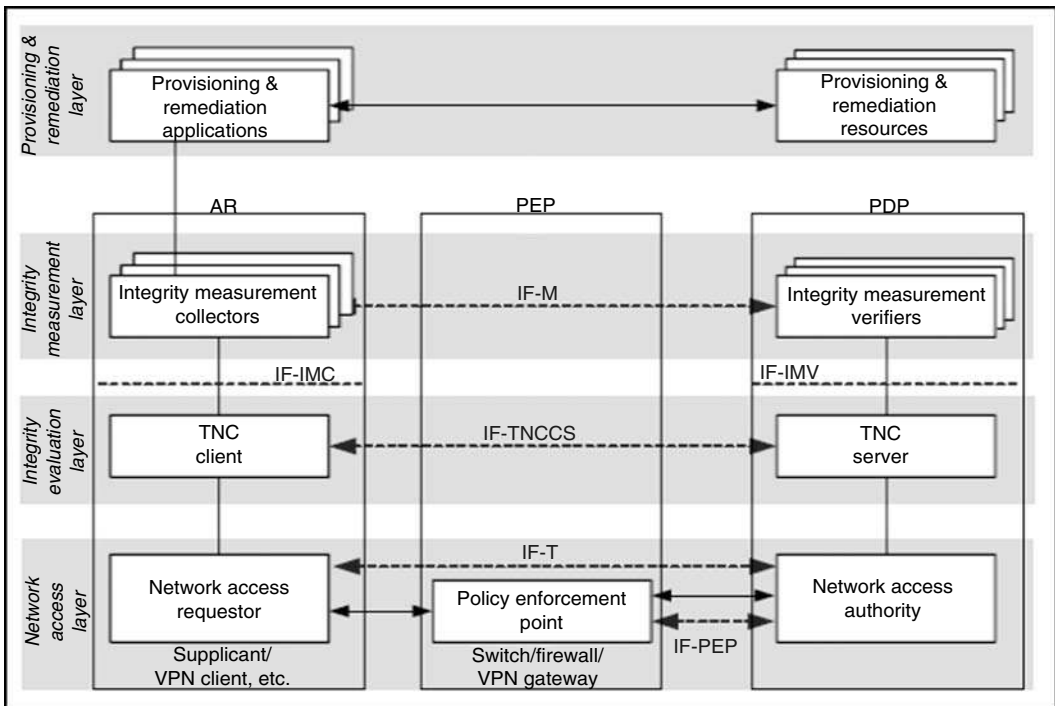 Provisioning &
remediation
layer
Provisioning &
remediation
applications
Provisioning &
remediation
resources
AR
PEP
PDP
Integrity
measurement
layer
Integrity measurement
collectors
IF-M
Integrity measurement
verifiers
IF-IMC
IF-IMV
Integrity
evaluation
layer
TNC
client
IF-TNCCS
TNC
server
Network
access
layer
IF-T
Network access
requestor
Policy enforcement
point
Network access
authority
IF-PEP
Supplicant/
VPN client, etc.
Switch/firewall/
VPN gateway